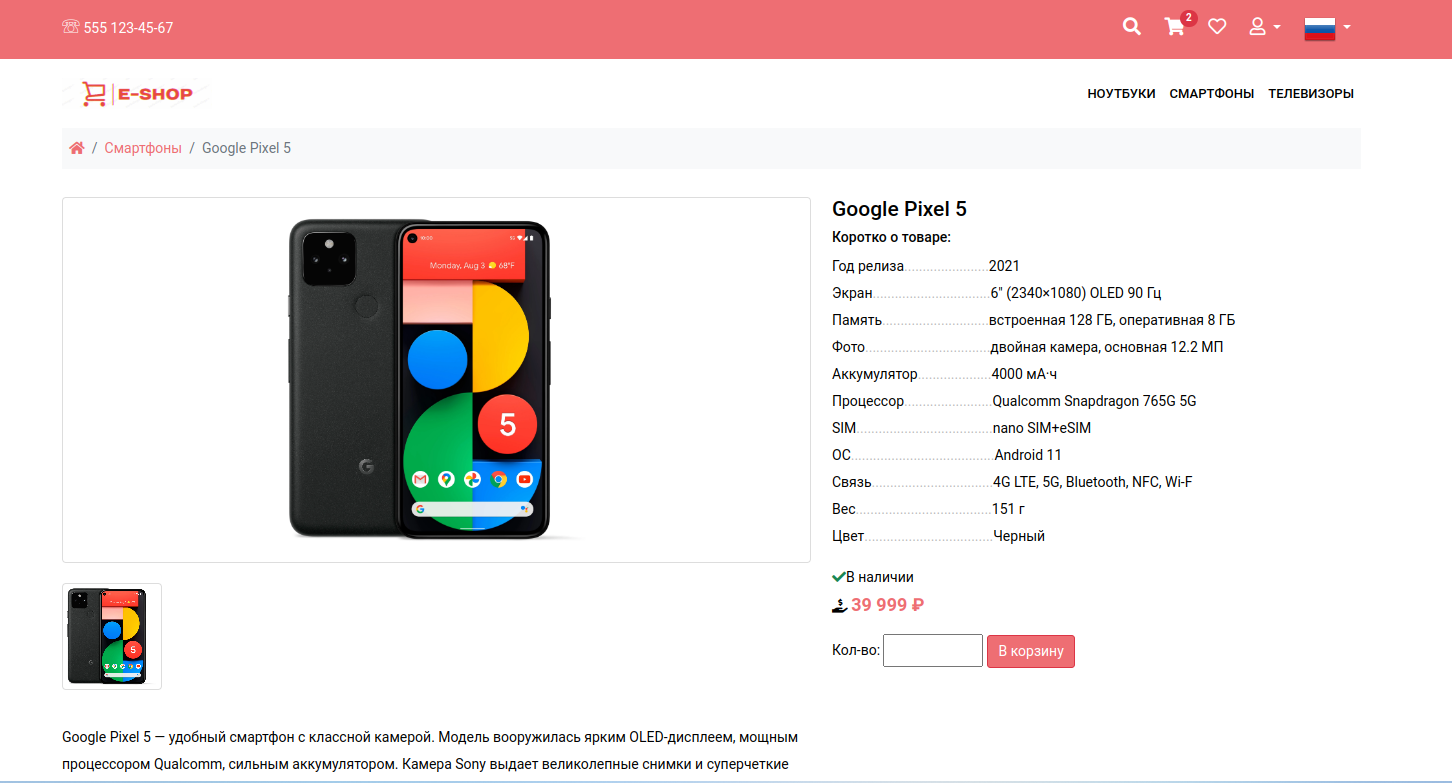 555 123-45-67
2
E-SHOP
НОУТБУКИ СМАРТФОНЫ ТЕЛЕВИЗОРЫ
/ Смартфоны / Google Pixel 5
Monday, Aug 3 68°F
5
G
Google Pixel 5
Коротко о товаре:
Год релиза.......................2021
Экран................................6" (2340×1080) OLED 90 Гц
Память.............................встроенная 128 ГБ, оперативная 8 ГБ
Фото..................................двойная камера, основная 12.2 МП
Аккумулятор....................4000 мА·ч
Процессор........................Qualcomm Snapdragon 765G 5G
SIM.....................................nano SIM+eSIM
ОС.......................................Android 11
Связь.................................4G LTE, 5G, Bluetooth, NFC, Wi-F
Вес.....................................151 г
Цвет...................................Черный
В наличии
39 999 ₽
Кол-во: В корзину
5
Google Pixel 5 — удобный смартфон с классной камерой. Модель вооружилась ярким OLED-дисплеем, мощным
процессором Qualcomm, сильным аккумулятором. Камера Sony выдает великолепные снимки и суперчеткие